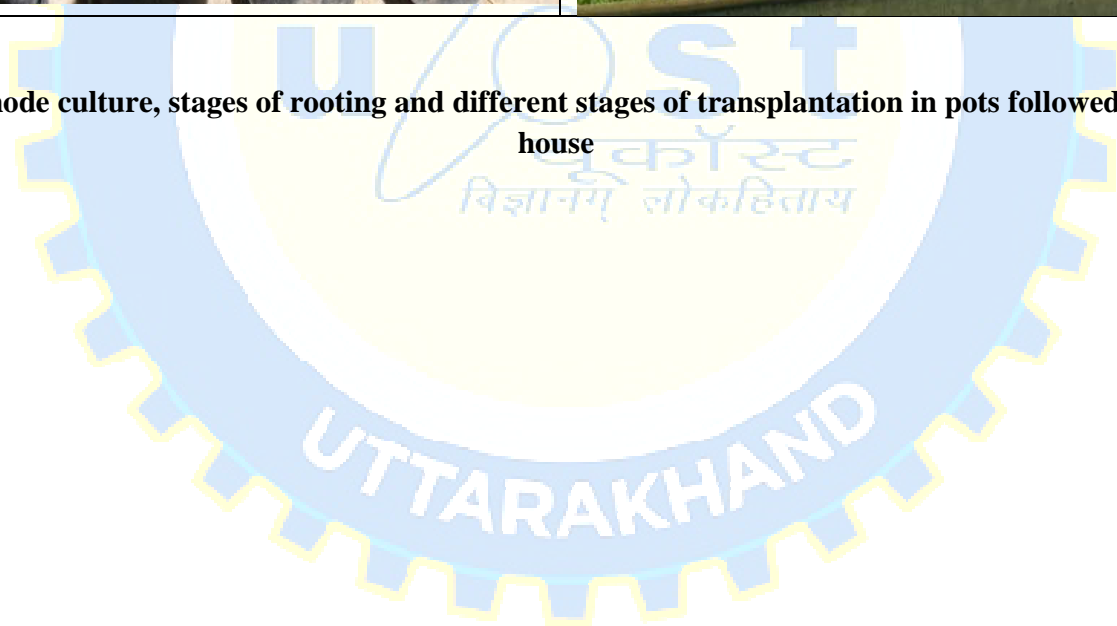 u st
node culture, stages of rooting and different stages of transplantation in pots followed
house
यूकॉस्ट
विज्ञानम् लोकहिताय
UTTARAKHAND